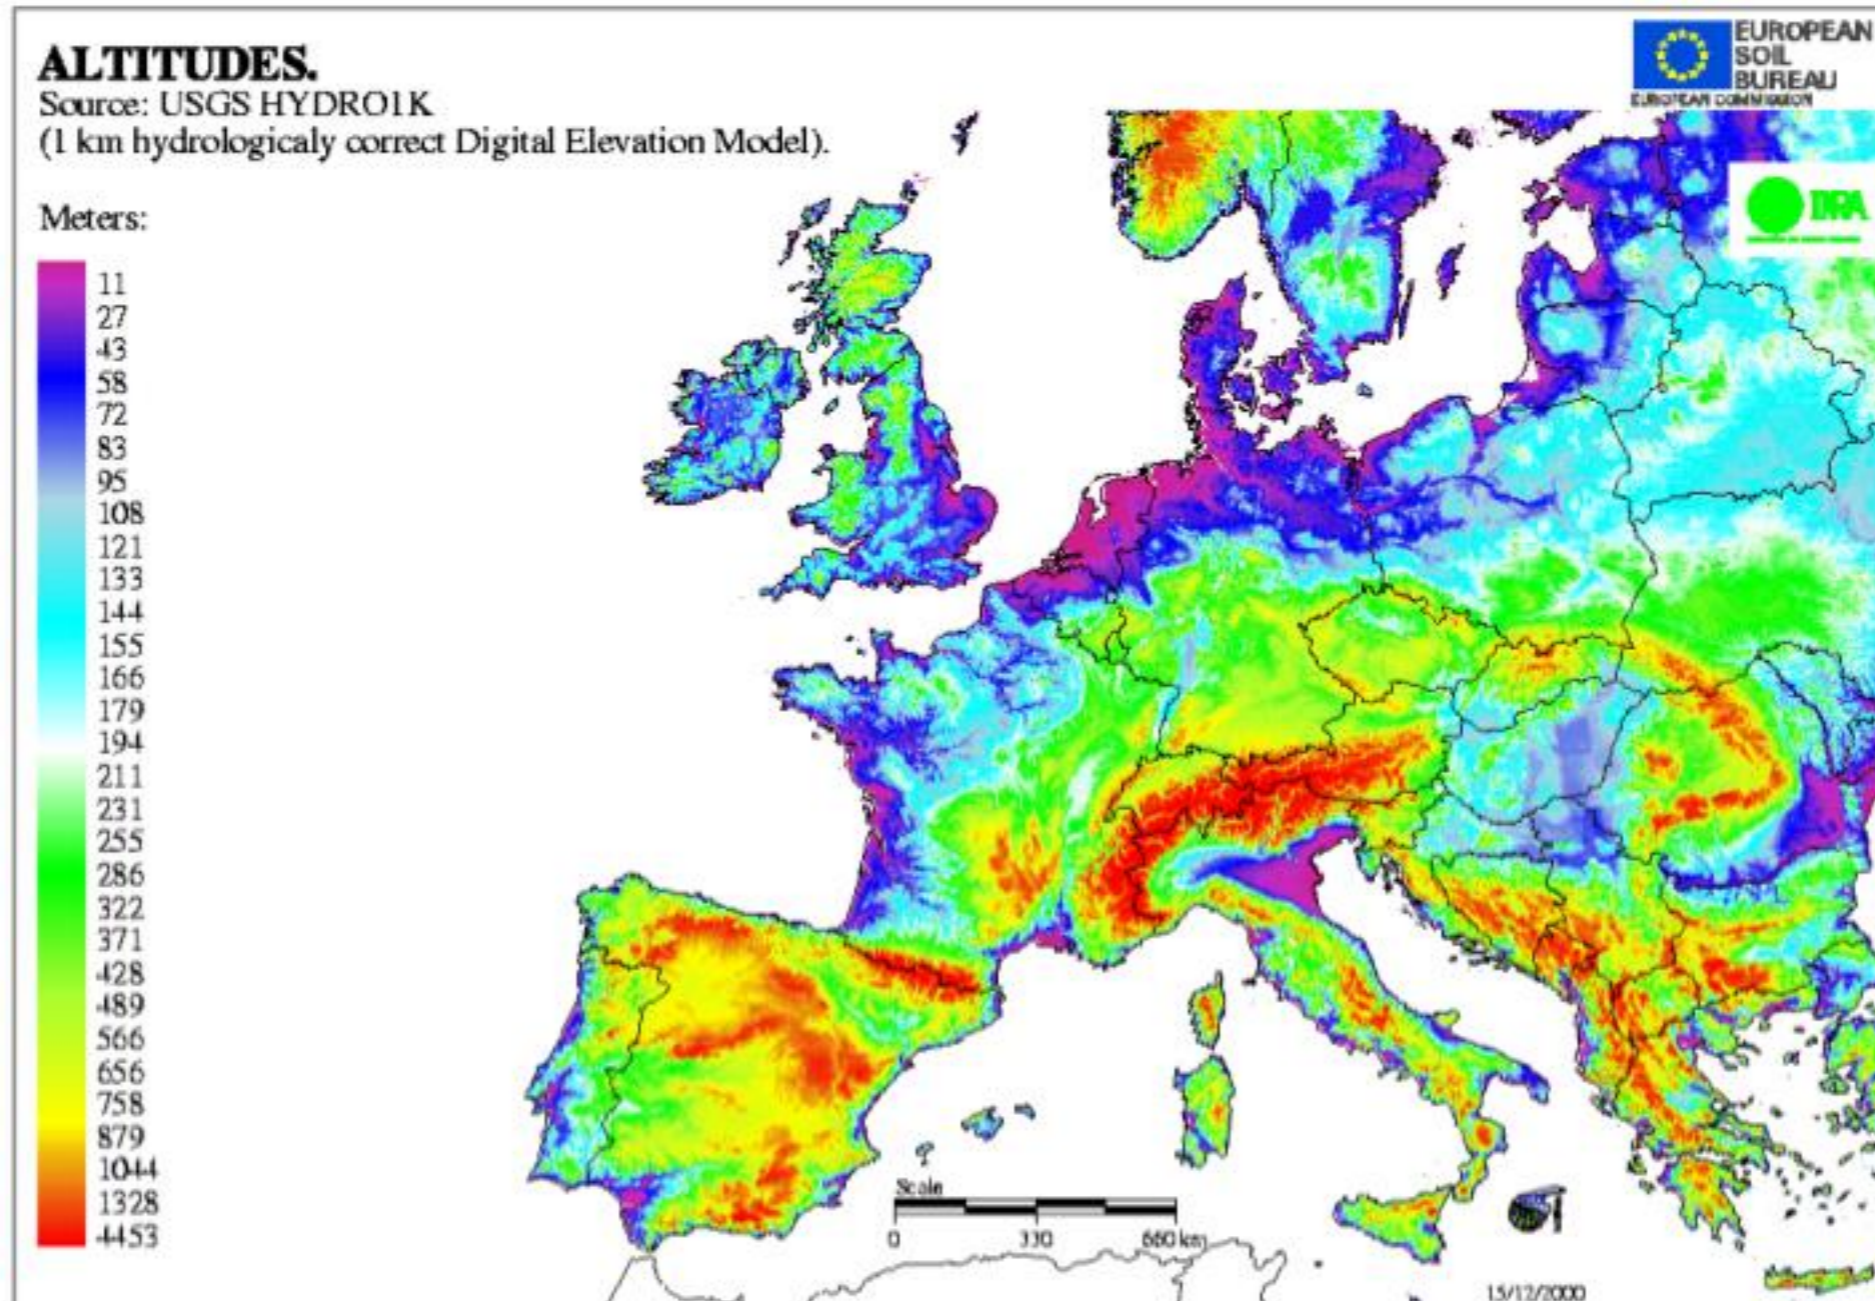 ALTITUDES.
Source: USGS HYDRO1K
(1 km hydrologicaly correct Digital Elevation Model).
Meters:
11
27
43
58
72
83
95
108
121
133
144
155
166
179
194
211
231
255
286
322
371
428
489
566
656
758
879
1044
1328
4453
EUROPEAN
SOIL
BUREAU
EUROPEAN COMMISSION
INRA
Scale
0 330 660 km
15/12/2000